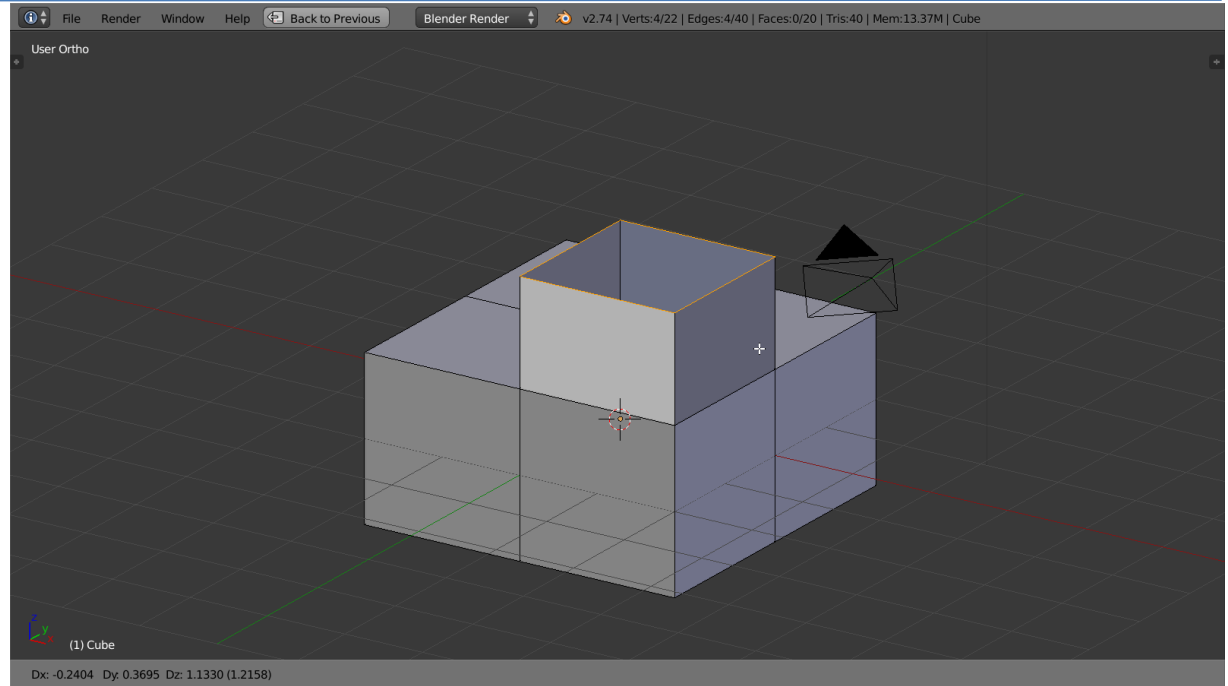 File Render Window Help Back to Previous Blender Render v2.74 | Verts:4/22 | Edges:4/40 | Faces:0/20 | Tris:40 | Mem:13.37M | Cube
User Ortho
z
y
(1) Cube
Dx: -0.2404 Dy: 0.3695 Dz: 1.1330 (1.2158)